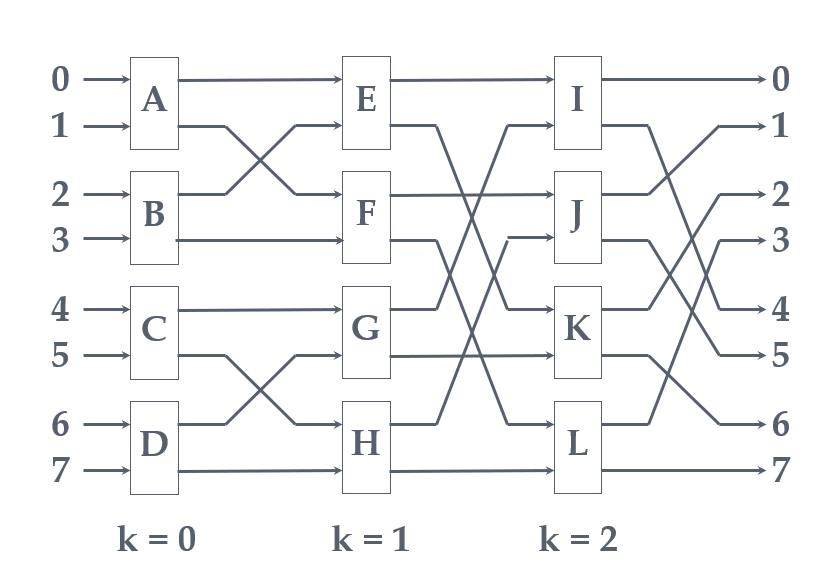 0 A E I 0
1 1
2 B F J 2
3 3
4 C G K 4
5 5
6 D H L 6
7 7
k = 0 k = 1 k = 2